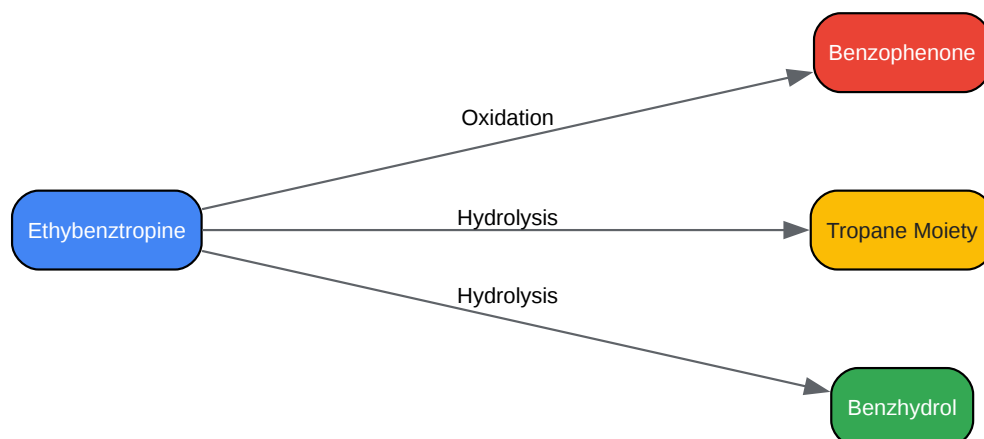 Benzophenone
Oxidation
Ethybenztropine
Hydrolysis
Tropane Moiety
Hydrolysis
Benzhydrol